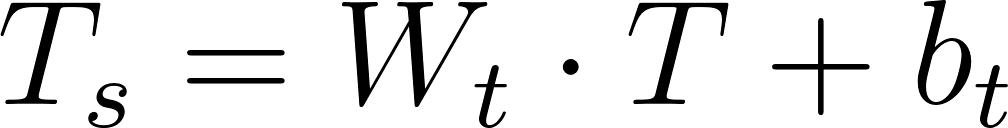 T_s = W_t · T + b_t